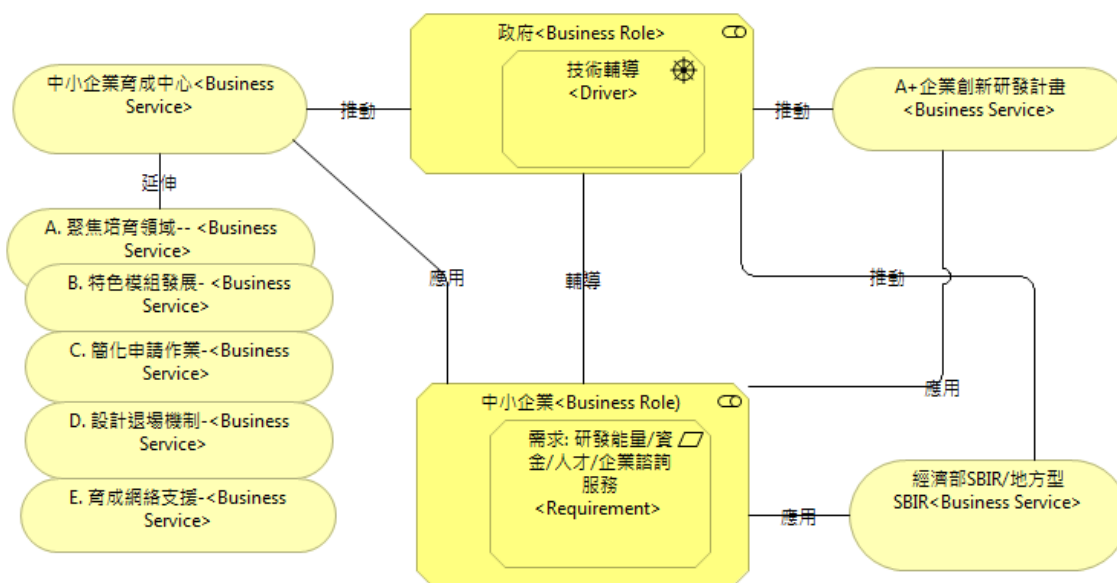 政府<Business Role>
技術輔導
<Driver>
中小企業育成中心<Business
Service>
推動
推動
A+企業創新研發計畫
<Business Service>
延伸
A. 聚焦培育領域-- <Business
Service>
B. 特色模組發展- <Business
Service>
C. 簡化申請作業-<Business
Service>
D. 設計退場機制-<Business
Service>
E. 育成網絡支援-<Business
Service>
應用
輔導
推動
應用
中小企業<Business Role)
需求: 研發能量/資
金/人才/企業諮詢
服務
<Requirement>
應用
經濟部SBIR/地方型
SBIR<Business Service>